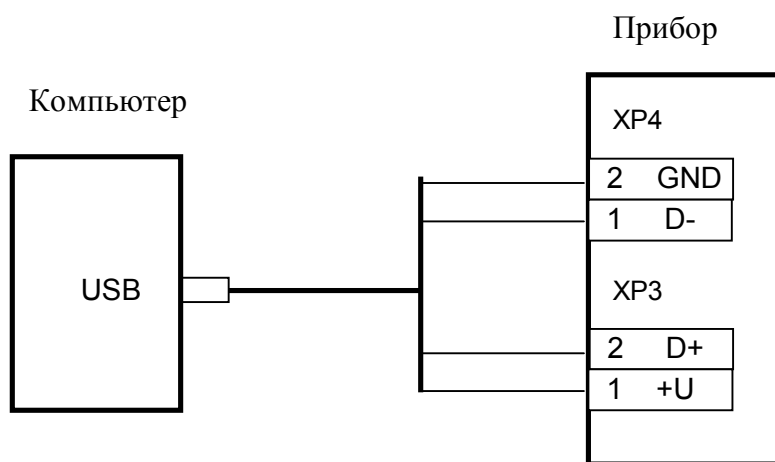 Прибор
Компьютер
XP4
2 GND
1 D-
USB
XP3
2 D+
1 +U